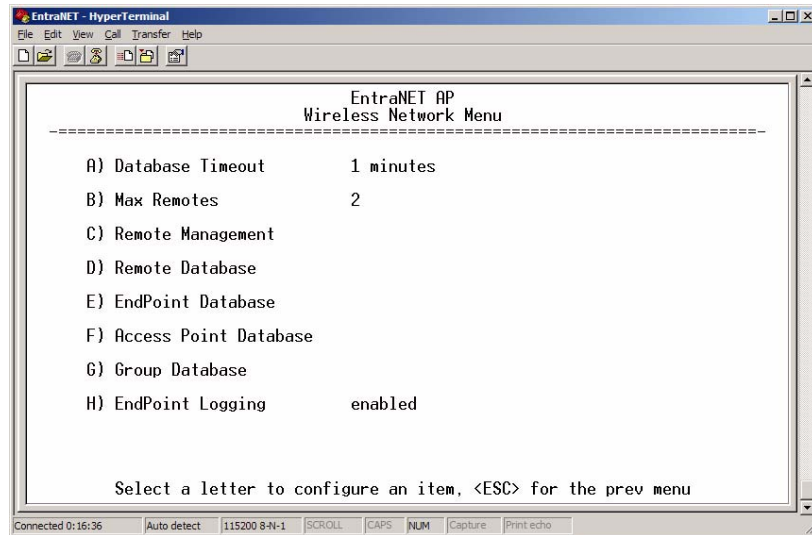 EntraNET - HyperTerminal
File Edit View Call Transfer Help
EntraNET AP
Wireless Network Menu
-==========================================================================-
A) Database Timeout 1 minutes
B) Max Remotes 2
C) Remote Management
D) Remote Database
E) EndPoint Database
F) Access Point Database
G) Group Database
H) EndPoint Logging enabled
Select a letter to configure an item, <ESC> for the prev menu
Connected 0:16:36 Auto detect 115200 8-N-1 SCROLL CAPS NUM Capture Print echo